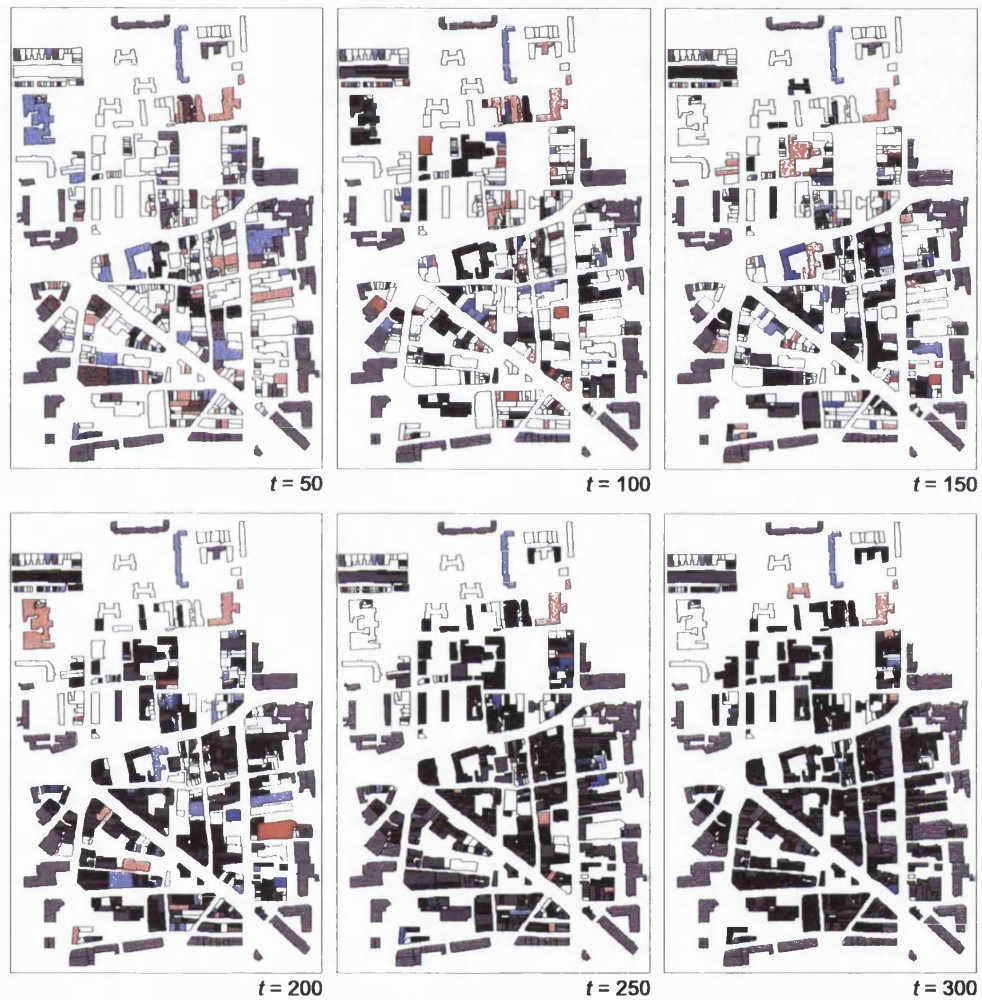 t = 50
t = 100
t = 150
t = 200
t = 250
t = 300